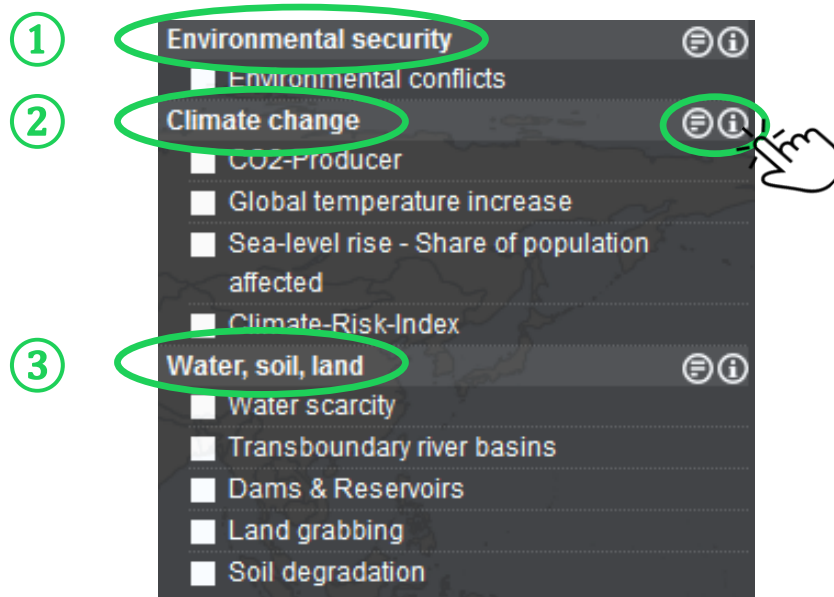 ① Environmental security
Environmental conflicts
② Climate change
CO2-Producer
Global temperature increase
Sea-level rise - Share of population
affected
Climate-Risk-Index
③ Water, soil, land
Water scarcity
Transboundary river basins
Dams & Reservoirs
Land grabbing
Soil degradation